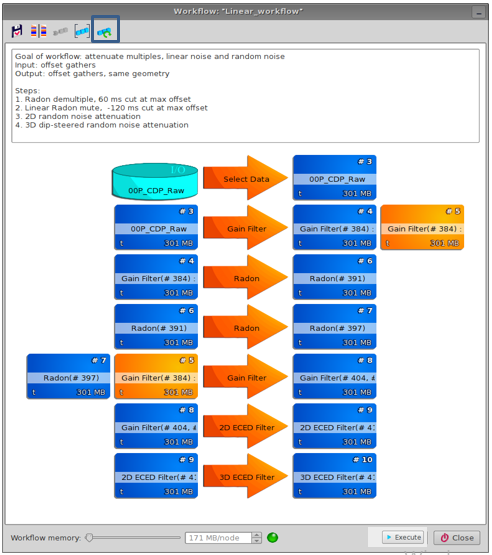 Workflow: "Linear_workflow"
Goal of workflow: attenuate multiples, linear noise and random noise
Input: offset gathers
Output: offset gathers, same geometry
Steps:
1. Radon demultiple, 60 ms cut at max offset
2. Linear Radon mute,  -120 ms cut at max offset
3. 2D random noise attenuation
4. 3D dip-steered random noise attenuation
I/O
00P_CDP_Raw
Select Data
# 3
00P_CDP_Raw
301 MB
# 3
00P_CDP_Raw
t 301 MB
Gain Filter
# 4
Gain Filter(# 384) :
t 301 MB
# 5
Gain Filter(# 384) :
t 301 MB
# 4
Gain Filter(# 384) :
t 301 MB
Radon
# 6
Radon(# 391)
t 301 MB
# 6
Radon(# 391)
t 301 MB
Radon
# 7
Radon(# 397)
t 301 MB
# 7
Radon(# 397)
t 301 MB
# 5
Gain Filter(# 384) :
t 301 MB
Gain Filter
# 8
Gain Filter(# 404, #
t 301 MB
# 8
Gain Filter(# 404, #
t 301 MB
2D ECED Filter
# 9
2D ECED Filter(# 41
t 301 MB
# 9
2D ECED Filter(# 41
t 301 MB
3D ECED Filter
# 10
3D ECED Filter(# 41
t 301 MB
Workflow memory:
171 MB/node
Execute
Close